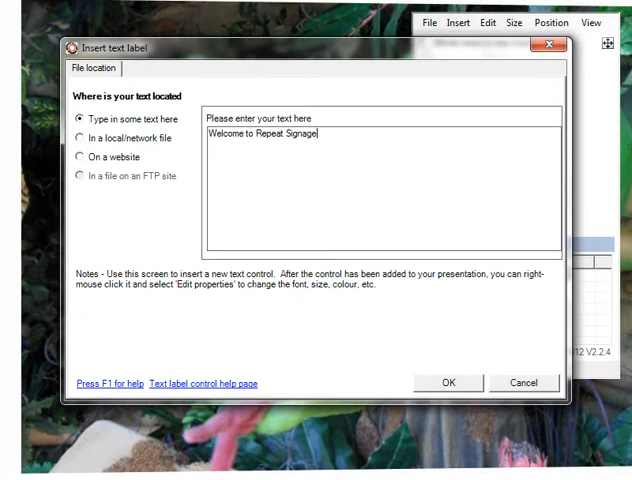 File Insert Edit Size Position View
Insert text label
File location
Where is your text located
Type in some text here
In a local/network file
On a website
In a file on an FTP site
Please enter your text here
Welcome to Repeat Signage
Notes - Use this screen to insert a new text control. After the control has been added to your presentation, you can right-
mouse click it and select 'Edit properties' to change the font, size, colour, etc.
12 V2.2.4
Press F1 for help Text label control help page
OK Cancel